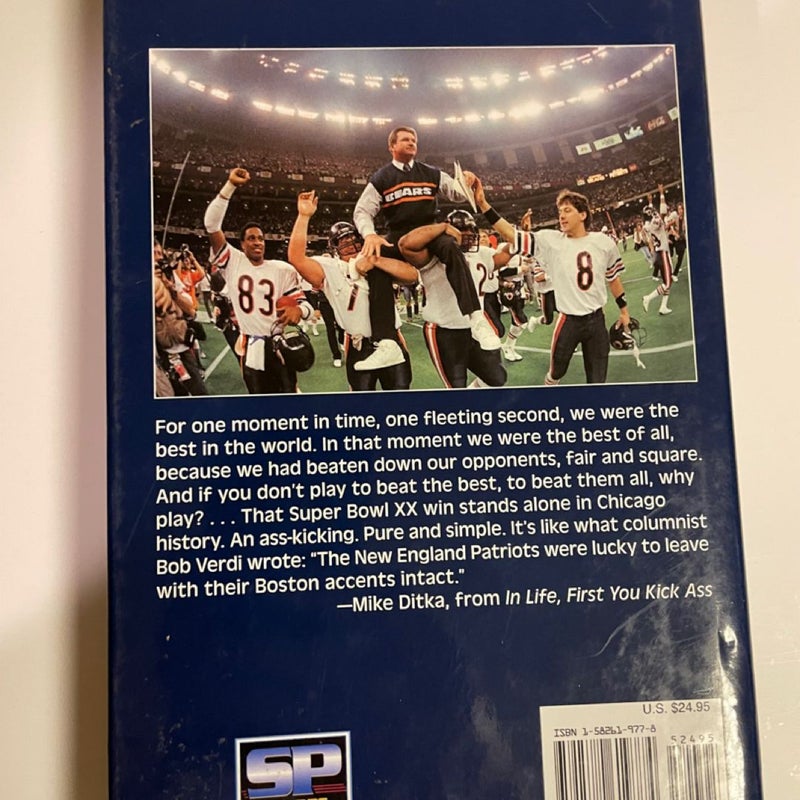 BEARS
83
1
2
8
For one moment in time, one fleeting second, we were the
best in the world. In that moment we were the best of all,
because we had beaten down our opponents, fair and square.
And if you don't play to beat the best, to beat them all, why
play? . . . That Super Bowl XX win stands alone in Chicago
history. An ass-kicking. Pure and simple. It's like what columnist
Bob Verdi wrote: "The New England Patriots were lucky to leave
with their Boston accents intact."
—Mike Ditka, from In Life, First You Kick Ass
U.S. $24.95
ISBN 1-58261-977-8
52495
SP